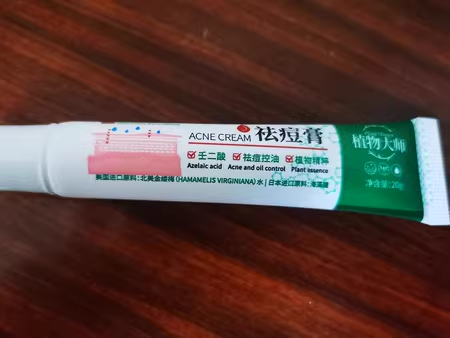 ACNE CREAM 祛痘膏
壬二酸 祛痘控油 植物精粹
Azelaic acid Acne and oil control Plant essence
美国进口原料：北美金缕梅（HAMAMELIS VIRGINIANA）水 | 日本进口原料：海藻糖
植物大师
净含量：20g